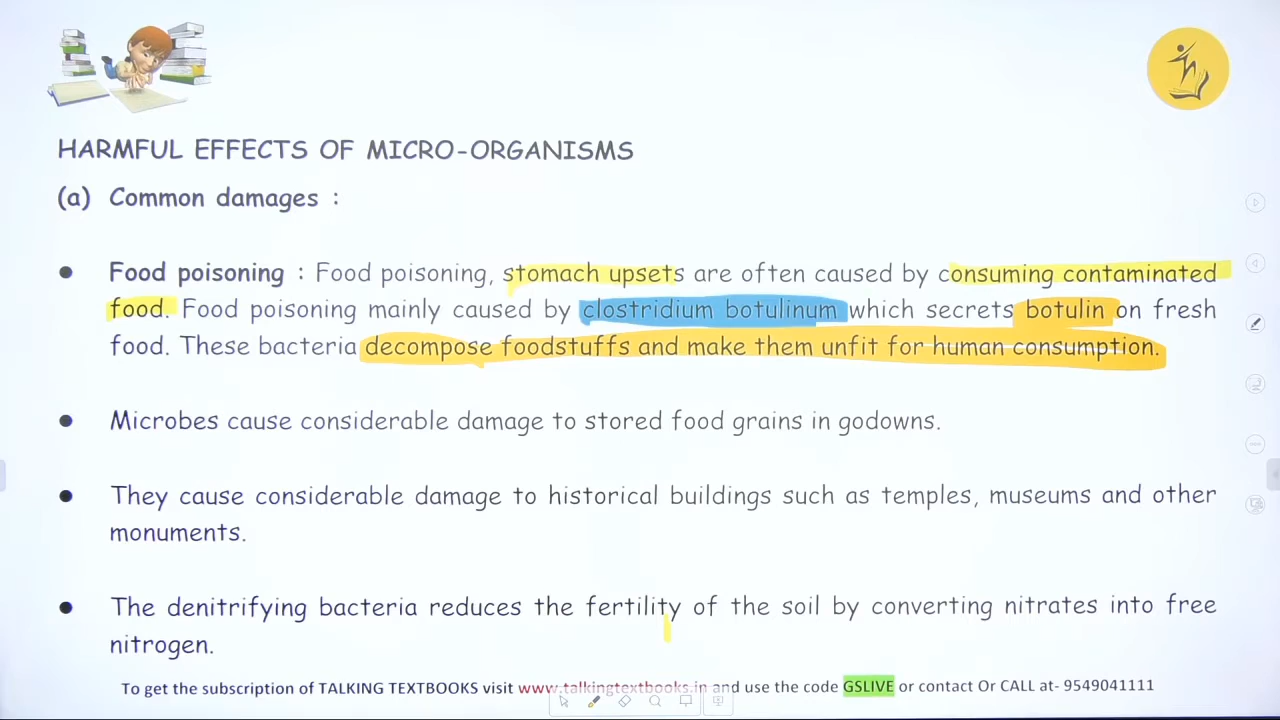 HARMFUL EFFECTS OF MICRO-ORGANISMS
(a) Common damages :
● Food poisoning : Food poisoning, stomach upsets are often caused by consuming contaminated
food. Food poisoning mainly caused by clostridium botulinum which secrets botulin on fresh
food. These bacteria decompose foodstuffs and make them unfit for human consumption.
● Microbes cause considerable damage to stored food grains in godowns.
● They cause considerable damage to historical buildings such as temples, museums and other
monuments.
● The denitrifying bacteria reduces the fertility of the soil by converting nitrates into free
nitrogen.
To get the subscription of TALKING TEXTBOOKS visit www.talkingtextbooks.in and use the code GSLIVE or contact Or CALL at- 9549041111